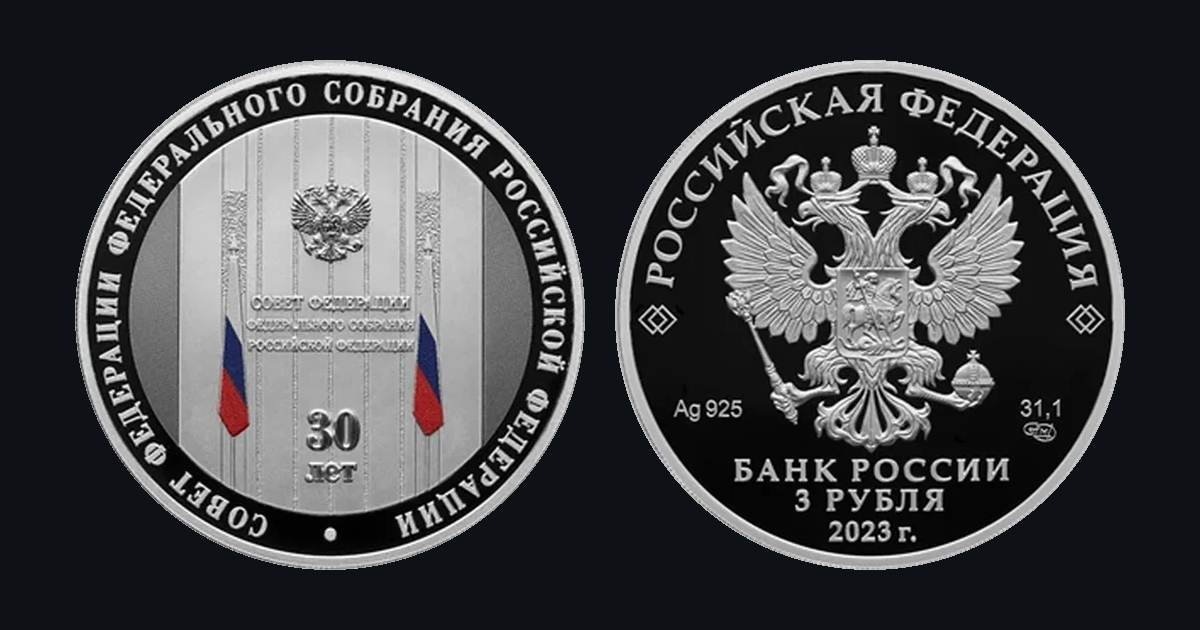 СОВЕТ ФЕДЕРАЦИИ ФЕДЕРАЛЬНОГО СОБРАНИЯ РОССИЙСКОЙ ФЕДЕРАЦИИ
СОВЕТ ФЕДЕРАЦИИ
ФЕДЕРАЛЬНОГО СОБРАНИЯ
РОССИЙСКОЙ ФЕДЕРАЦИИ
30
лет
РОССИЙСКАЯ ФЕДЕРАЦИЯ
Ag 925
31,1
БАНК РОССИИ
3 РУБЛЯ
2023 г.